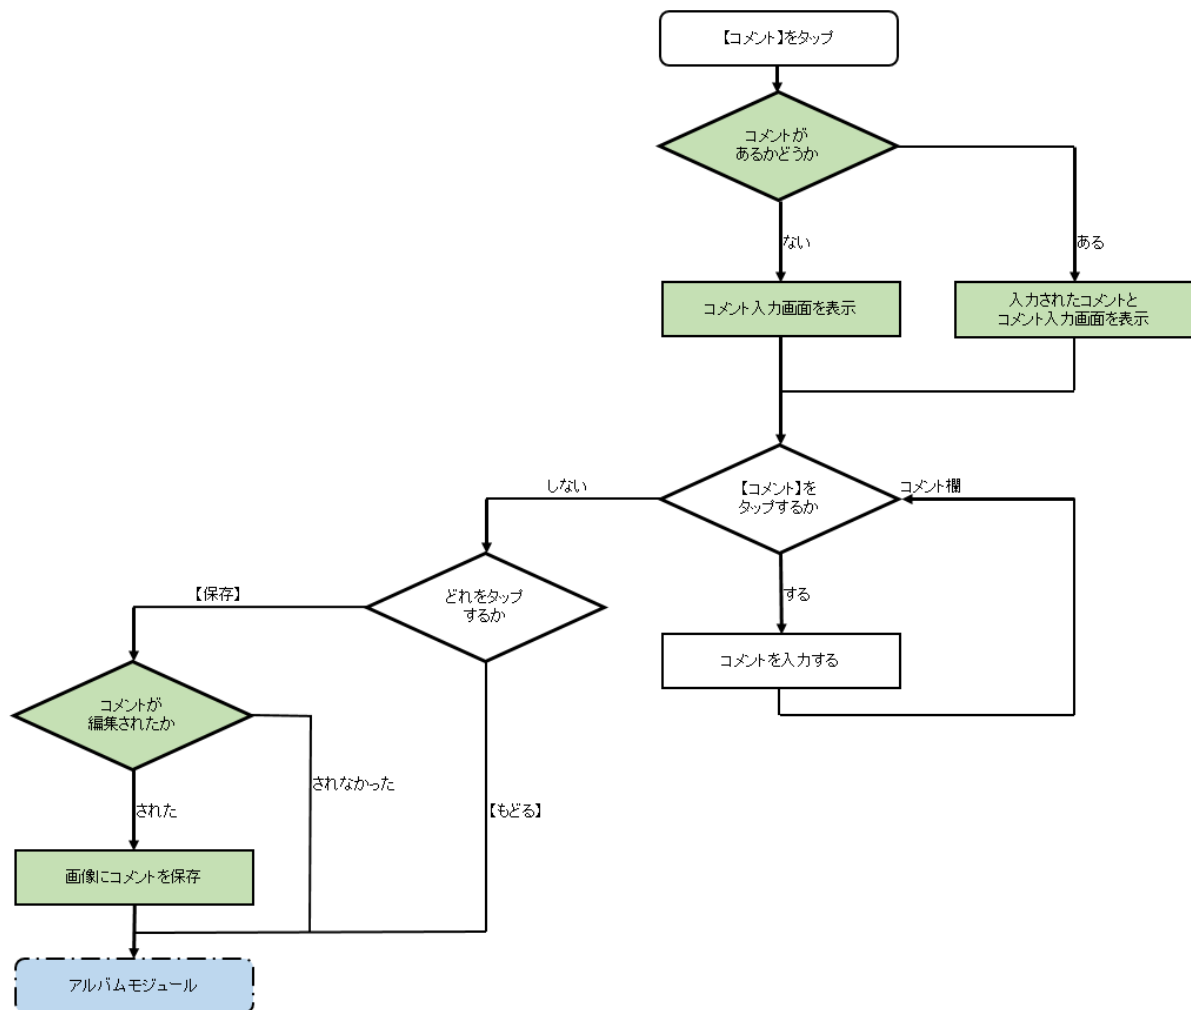 【コメント】をタップ
コメントが
あるかどうか
ない
ある
コメント入力画面を表示
入力されたコメントと
コメント入力画面を表示
しない
【コメント】を
タップするか
コメント欄
【保存】
どれをタップ
するか
する
コメントを入力する
コメントが
編集されたか
されなかった
された
【もどる】
画像にコメントを保存
アルバムモジュール